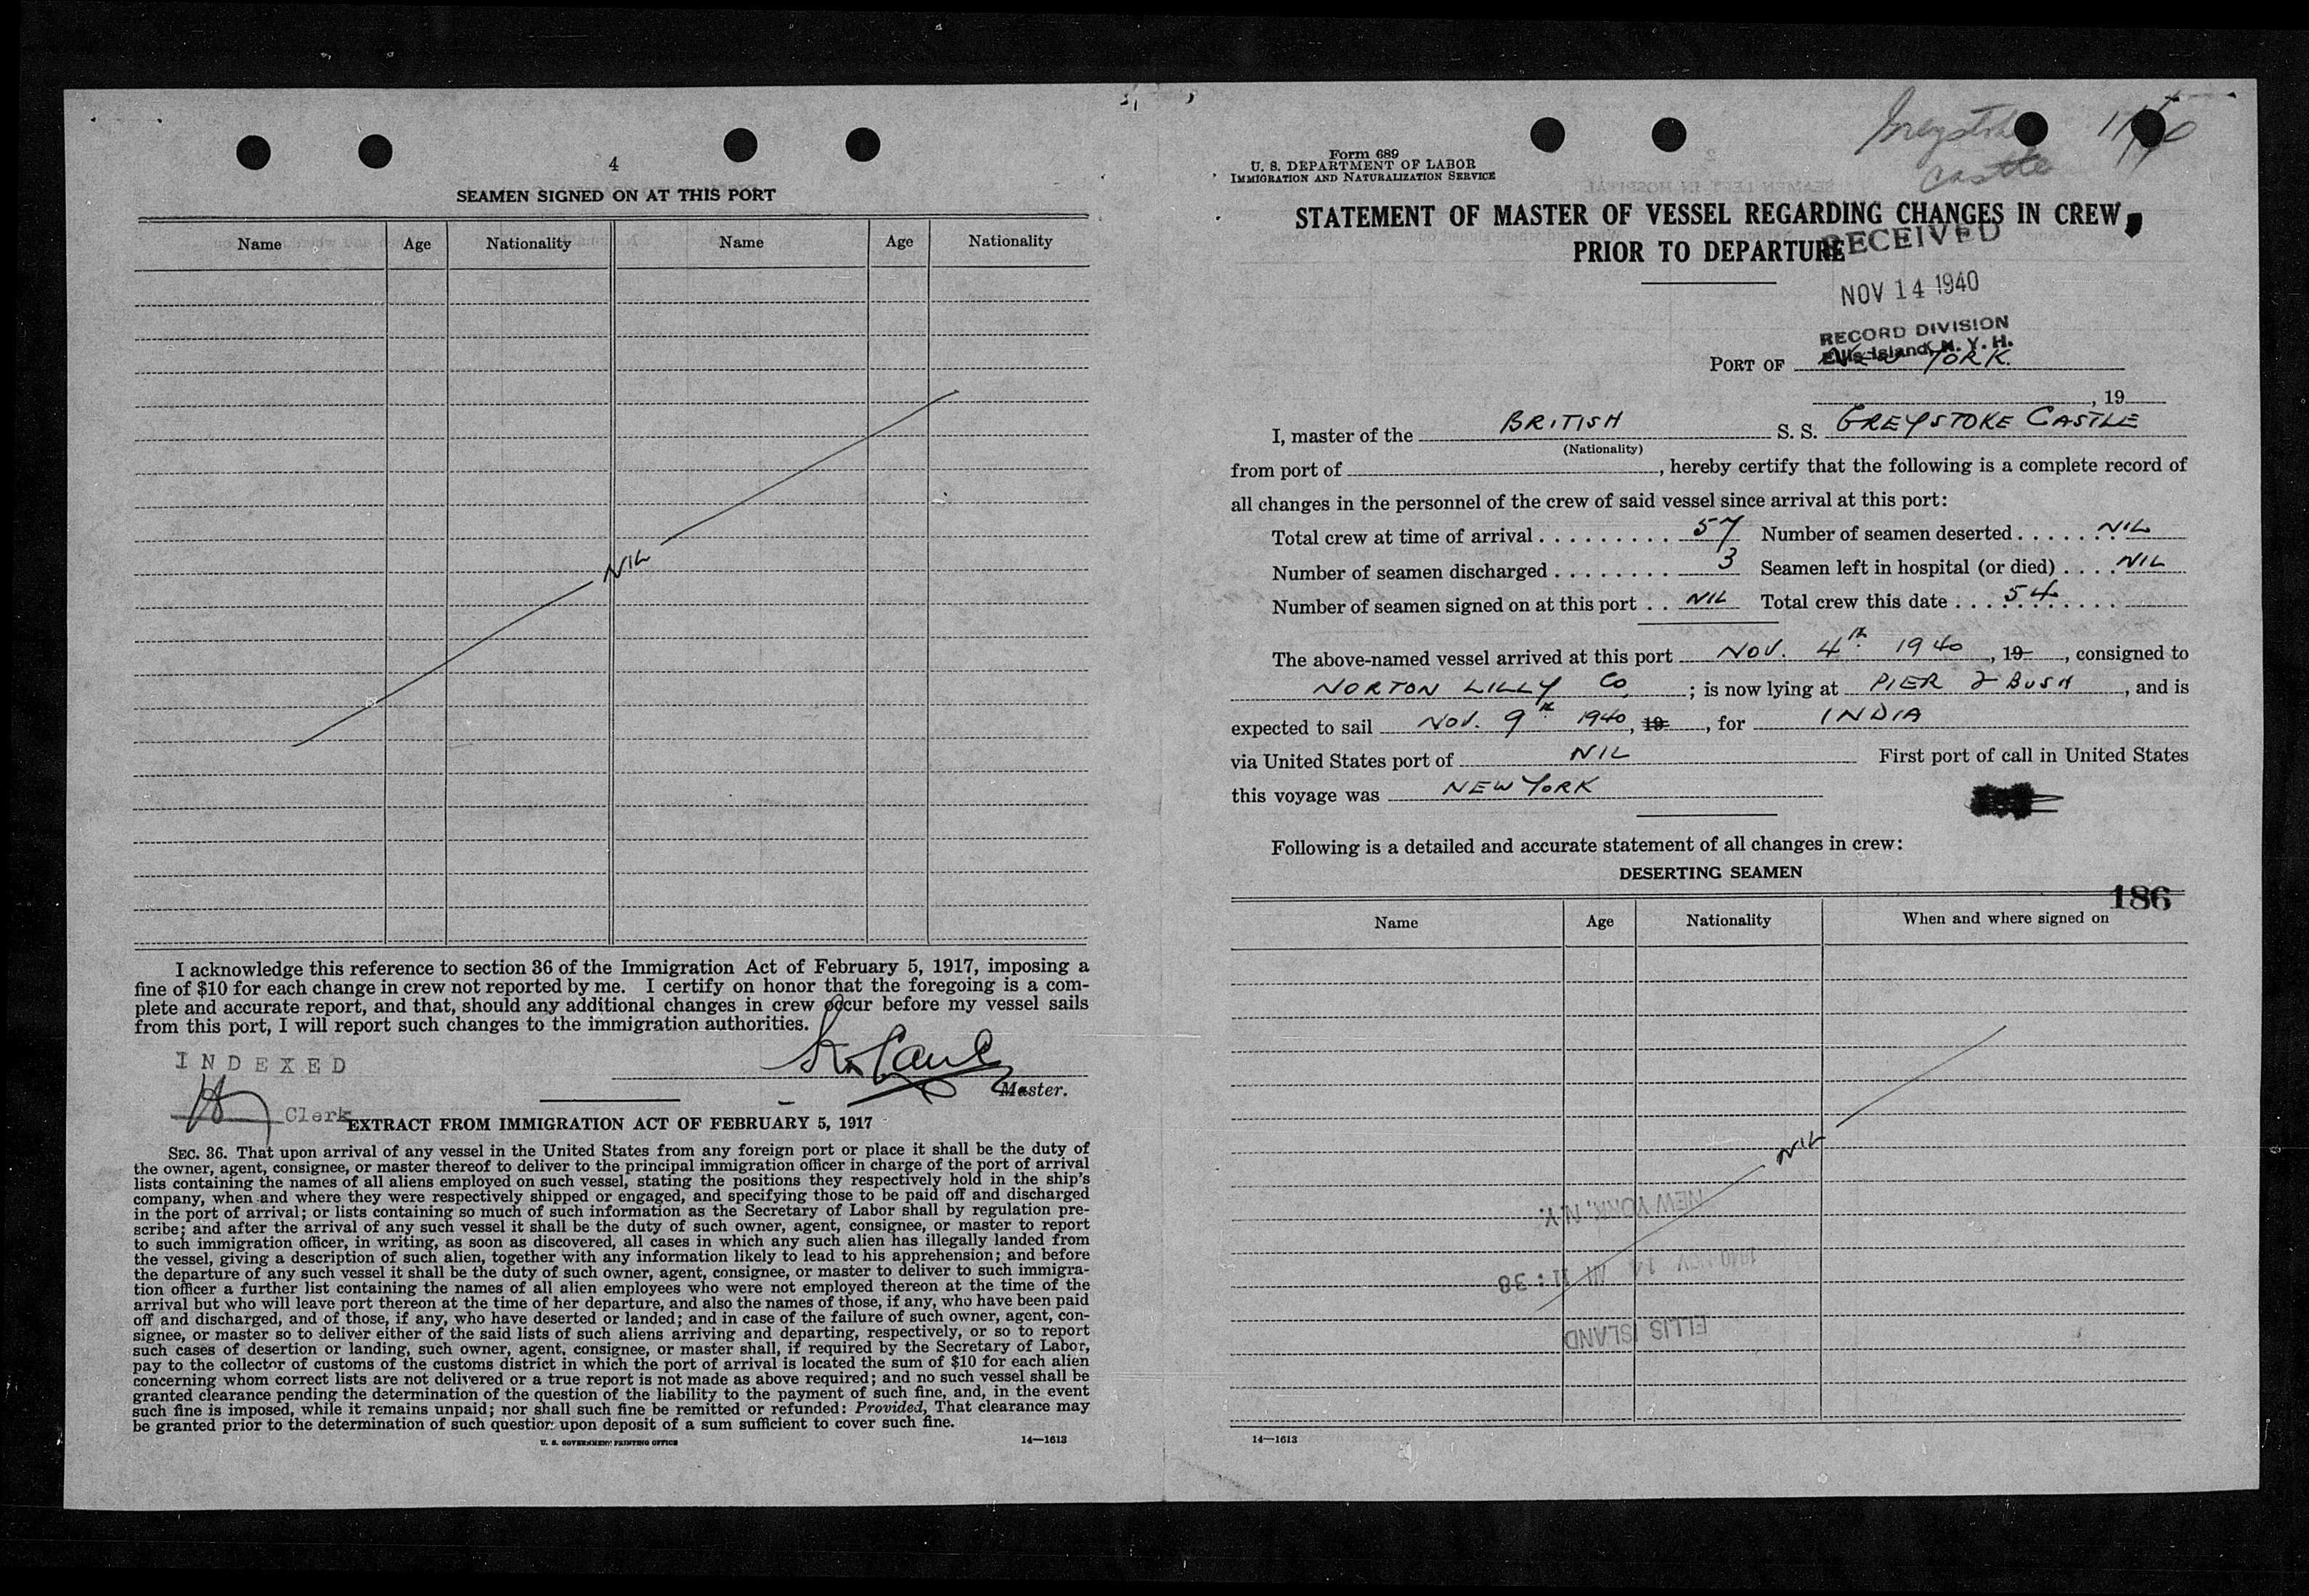 4
SEAMEN SIGNED ON AT THIS PORT
Name Age Nationality Name Age Nationality
NIL
I acknowledge this reference to section 36 of the Immigration Act of February 5, 1917, imposing a
fine of $10 for each change in crew not reported by me. I certify on honor that the foregoing is a com-
plete and accurate report, and that, should any additional changes in crew occur before my vessel sails
from this port, I will report such changes to the immigration authorities.
INDEXED
Master.
Clerk
EXTRACT FROM IMMIGRATION ACT OF FEBRUARY 5, 1917
SEC. 36. That upon arrival of any vessel in the United States from any foreign port or place it shall be the duty of
the owner, agent, consignee, or master thereof to deliver to the principal immigration officer in charge of the port of arrival
lists containing the names of all aliens employed on such vessel, stating the positions they respectively hold in the ship's
company, when and where they were respectively shipped or engaged, and specifying those to be paid off and discharged
in the port of arrival; or lists containing so much of such information as the Secretary of Labor shall by regulation pre-
scribe; and after the arrival of any such vessel it shall be the duty of such owner, agent, consignee, or master to report
to such immigration officer, in writing, as soon as discovered, all cases in which any such alien has illegally landed from
the vessel, giving a description of such alien, together with any information likely to lead to his apprehension; and before
the departure of any such vessel it shall be the duty of such owner, agent, consignee, or master to deliver to such immigra-
tion officer a further list containing the names of all alien employees who were not employed thereon at the time of the
arrival but who will leave port thereon at the time of her departure, and also the names of those, if any, who have been paid
off and discharged, and of those, if any, who have deserted or landed; and in case of the failure of such owner, agent, con-
signee, or master so to deliver either of the said lists of such aliens arriving and departing, respectively, or so to report
such cases of desertion or landing, such owner, agent, consignee, or master shall, if required by the Secretary of Labor,
pay to the collector of customs of the customs district in which the port of arrival is located the sum of $10 for each alien
concerning whom correct lists are not delivered or a true report is not made as above required; and no such vessel shall be
granted clearance pending the determination of the question of the liability to the payment of such fine, and, in the event
such fine is imposed, while it remains unpaid; nor shall such fine be remitted or refunded: Provided, That clearance may
be granted prior to the determination of such question upon deposit of a sum sufficient to cover such fine.
U. S. GOVERNMENT PRINTING OFFICE 14—1613
Greystoke
Castle
Form 689
U. S. DEPARTMENT OF LABOR
IMMIGRATION AND NATURALIZATION SERVICE
STATEMENT OF MASTER OF VESSEL REGARDING CHANGES IN CREW
PRIOR TO DEPARTURE
RECEIVED
NOV 14 1940
RECORD DIVISION
Ellis Island, N. Y. H.
PORT OF NEW YORK.
, 19
I, master of the BRITISH S. S. GREYSTOKE CASTLE
(Nationality)
from port of , hereby certify that the following is a complete record of
all changes in the personnel of the crew of said vessel since arrival at this port:
Total crew at time of arrival 57 Number of seamen deserted NIL
Number of seamen discharged 3 Seamen left in hospital (or died) NIL
Number of seamen signed on at this port NIL Total crew this date 54
The above-named vessel arrived at this port NOV. 4th 1940, 19 , consigned to
NORTON LILLY Co ; is now lying at PIER 2 BUSH , and is
expected to sail NOV. 9th 1940, 19 , for INDIA
via United States port of NIL First port of call in United States
this voyage was NEW YORK
Following is a detailed and accurate statement of all changes in crew:
DESERTING SEAMEN
186
Name Age Nationality When and where signed on
NIL
NEW YORK, N.Y.
1940 NOV 14 AM 11:38
ELLIS ISLAND
14—1613